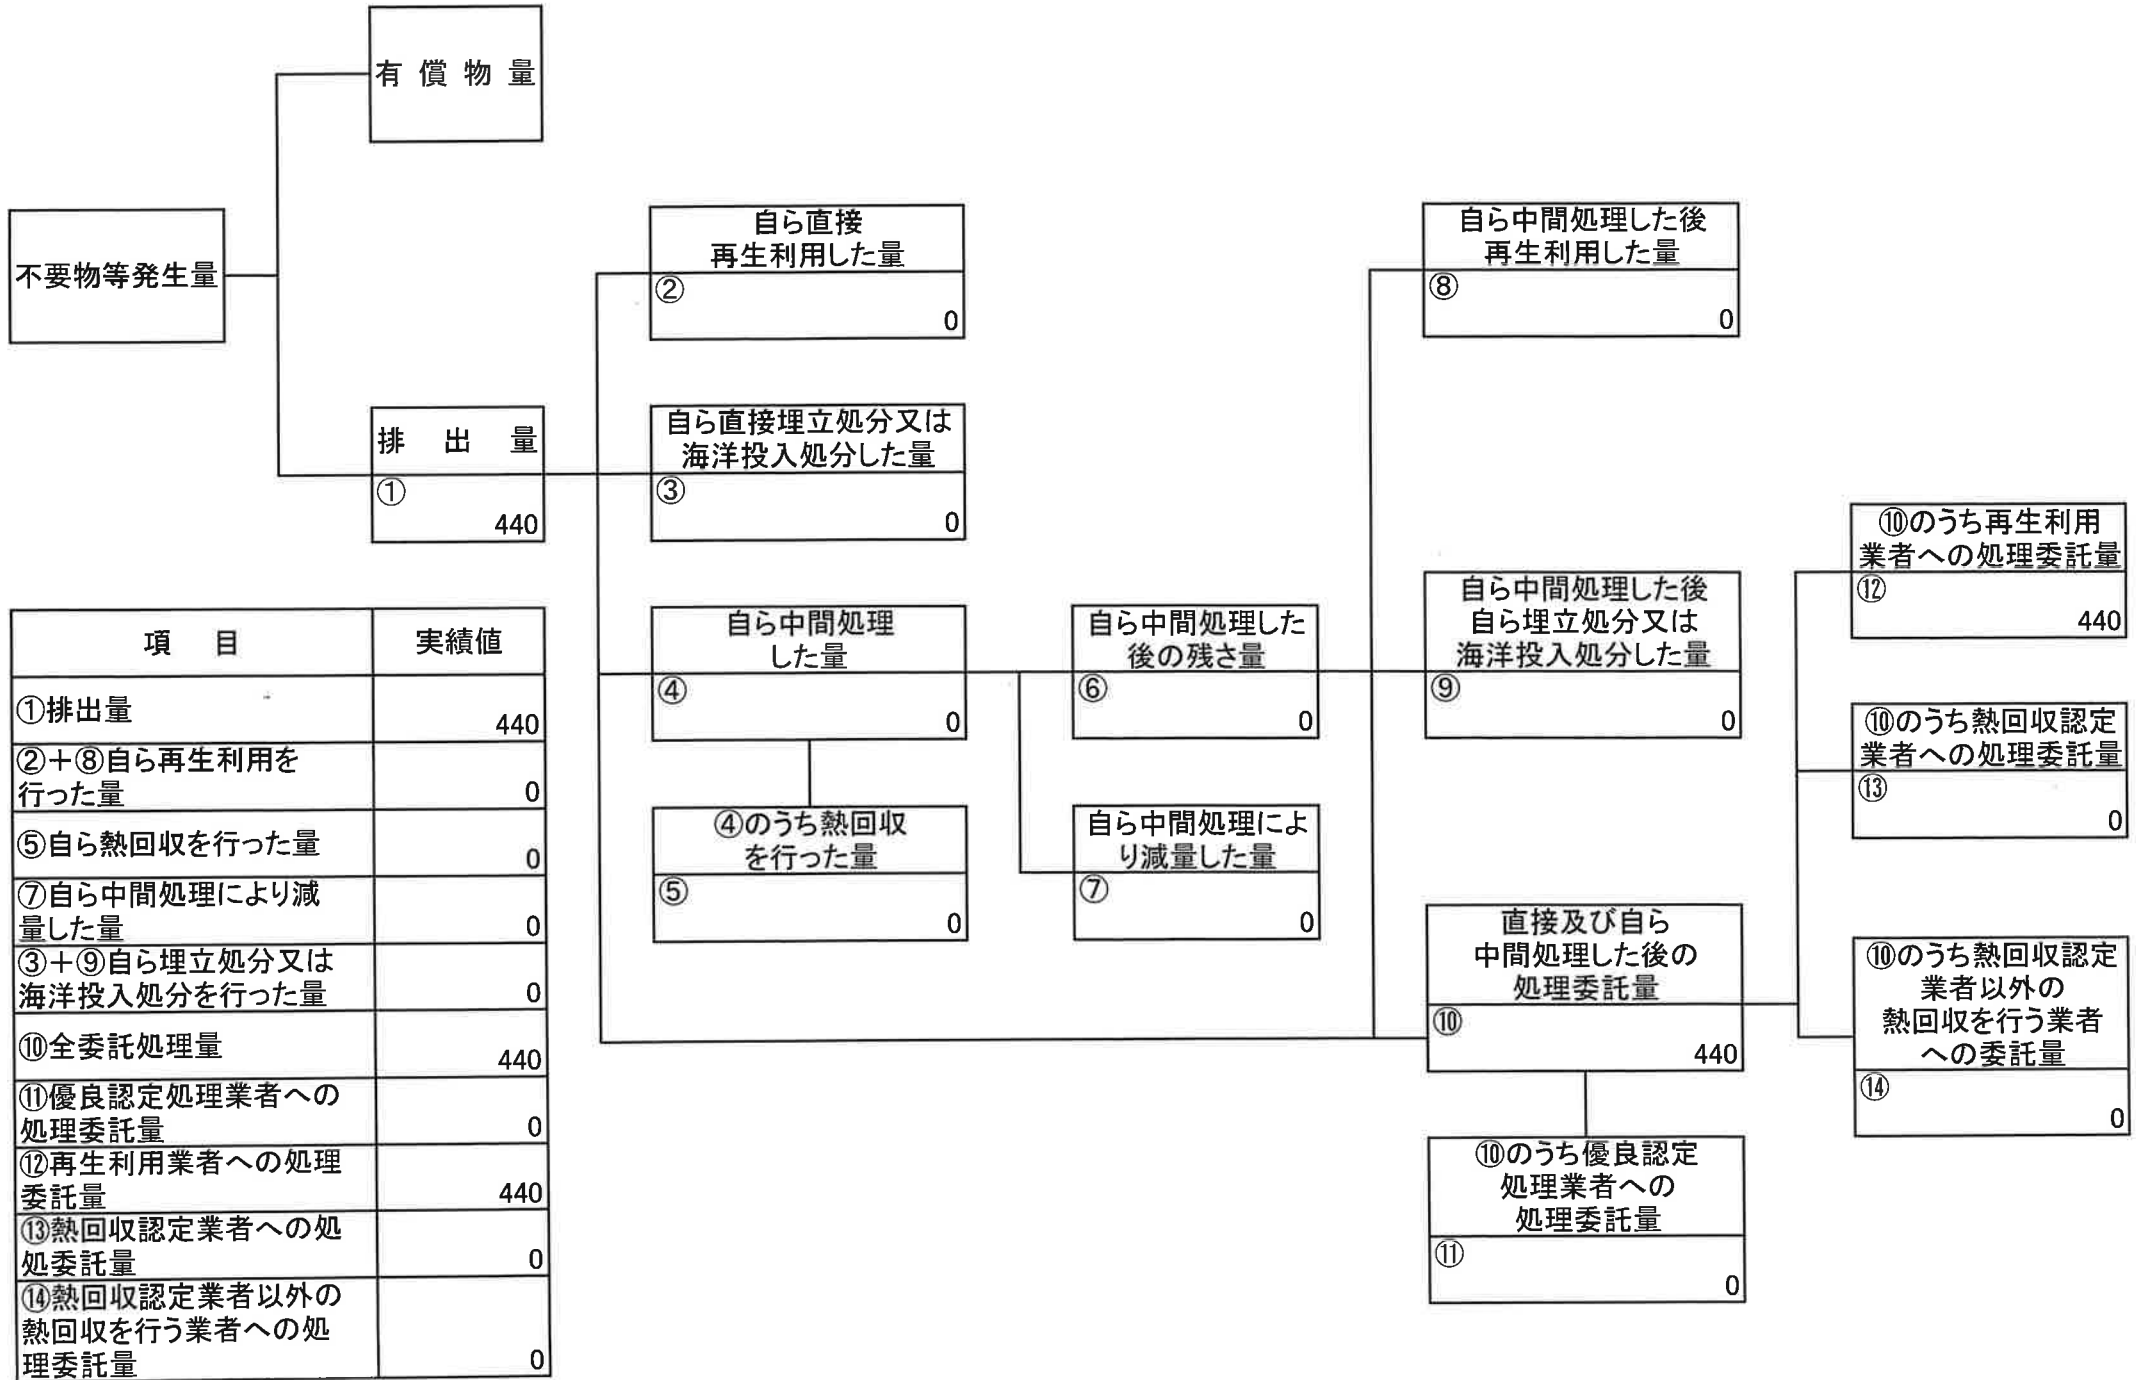 有償物量
不要物等発生量
排出量
①
440
自ら直接
再生利用した量
②
0
自ら直接埋立処分又は
海洋投入処分した量
③
0
自ら中間処理
した量
④
0
④のうち熱回収
を行った量
⑤
0
自ら中間処理した
後の残さ量
⑥
0
自ら中間処理によ
り減量した量
⑦
0
自ら中間処理した後
再生利用した量
⑧
0
自ら中間処理した後
自ら埋立処分又は
海洋投入処分した量
⑨
0
直接及び自ら
中間処理した後の
処理委託量
⑩
440
⑩のうち優良認定
処理業者への
処理委託量
⑪
0
⑩のうち再生利用
業者への処理委託量
⑫
440
⑩のうち熱回収認定
業者への処理委託量
⑬
0
⑩のうち熱回収認定
業者以外の
熱回収を行う業者
への委託量
⑭
0
項目 実績値
①排出量 440
②＋⑧自ら再生利用を
行った量 0
⑤自ら熱回収を行った量 0
⑦自ら中間処理により減
量した量 0
③＋⑨自ら埋立処分又は
海洋投入処分を行った量 0
⑩全委託処理量 440
⑪優良認定処理業者への
処理委託量 0
⑫再生利用業者への処理
委託量 440
⑬熱回収認定業者への処
処委託量 0
⑭熱回収認定業者以外の
熱回収を行う業者への処
理委託量 0